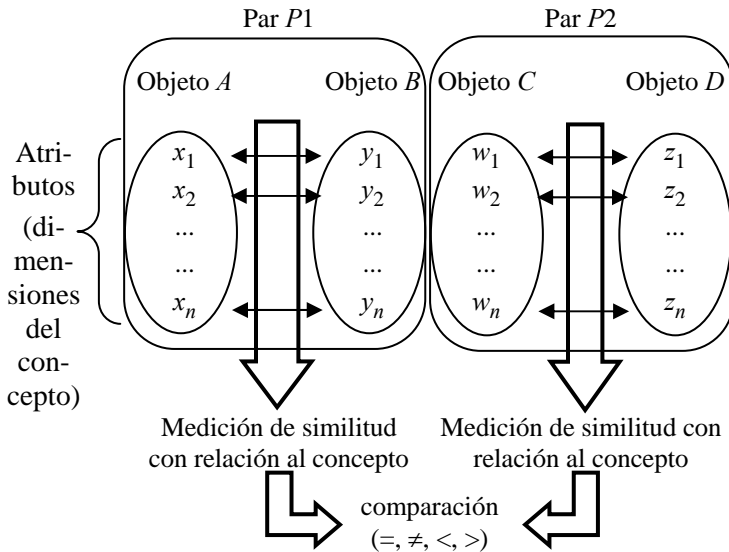 Par P1 Par P2
Objeto A Objeto B Objeto C Objeto D
Atri-
butos
(di-
men-
siones
del
con-
cepto)
x1 y1 w1 z1
x2 y2 w2 z2
... ... ... ...
... ... ... ...
xn yn wn zn
Medición de similitud
con relación al concepto
Medición de similitud con
relación al concepto
comparación
(=, ≠, <, >)